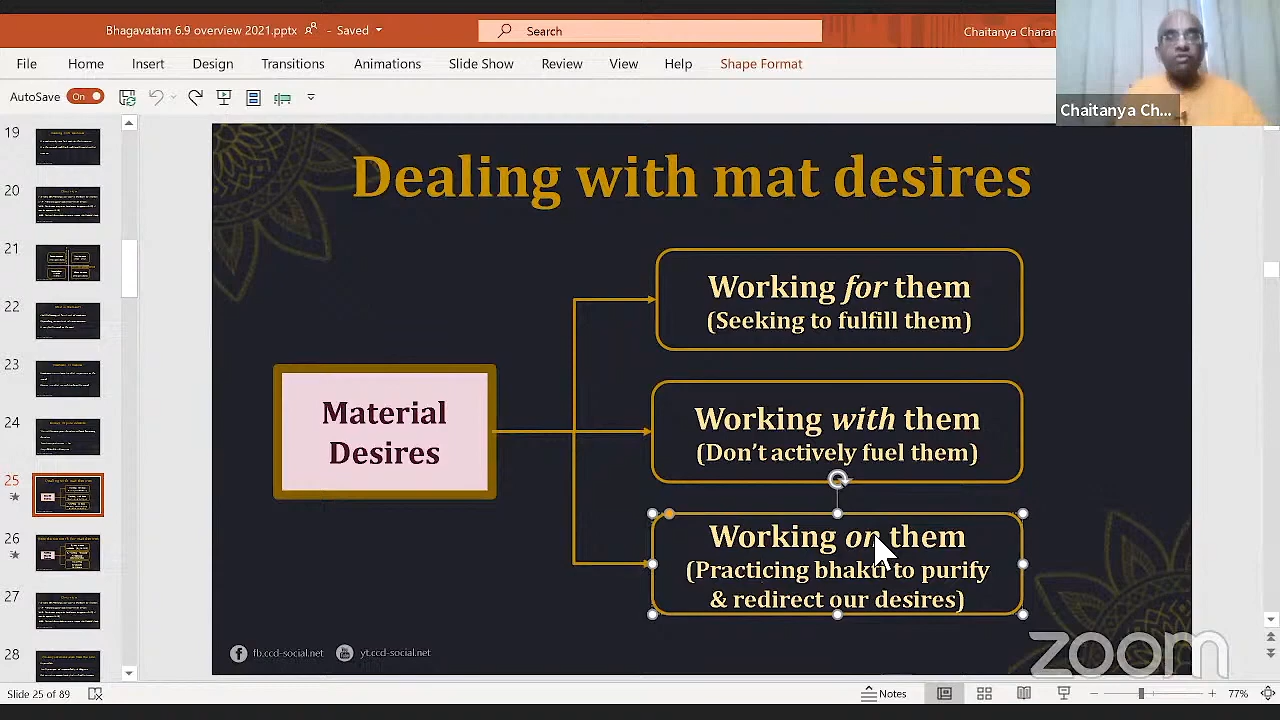 Bhagavatam 6.9 overview 2021.pptx - Saved
Search
Chaitanya Charan
File Home Insert Design Transitions Animations Slide Show Review View Help Shape Format
AutoSave On
Chaitanya Ch...
19
20
21
22
23
24
25
26
27
28
Dealing with mat desires
Material
Desires
Working for them
(Seeking to fulfill them)
Working with them
(Don't actively fuel them)
Working on them
(Practicing bhakti to purify
& redirect our desires)
fb.ccd-social.net yt.ccd-social.net
zoom
Slide 25 of 89
Notes
77%